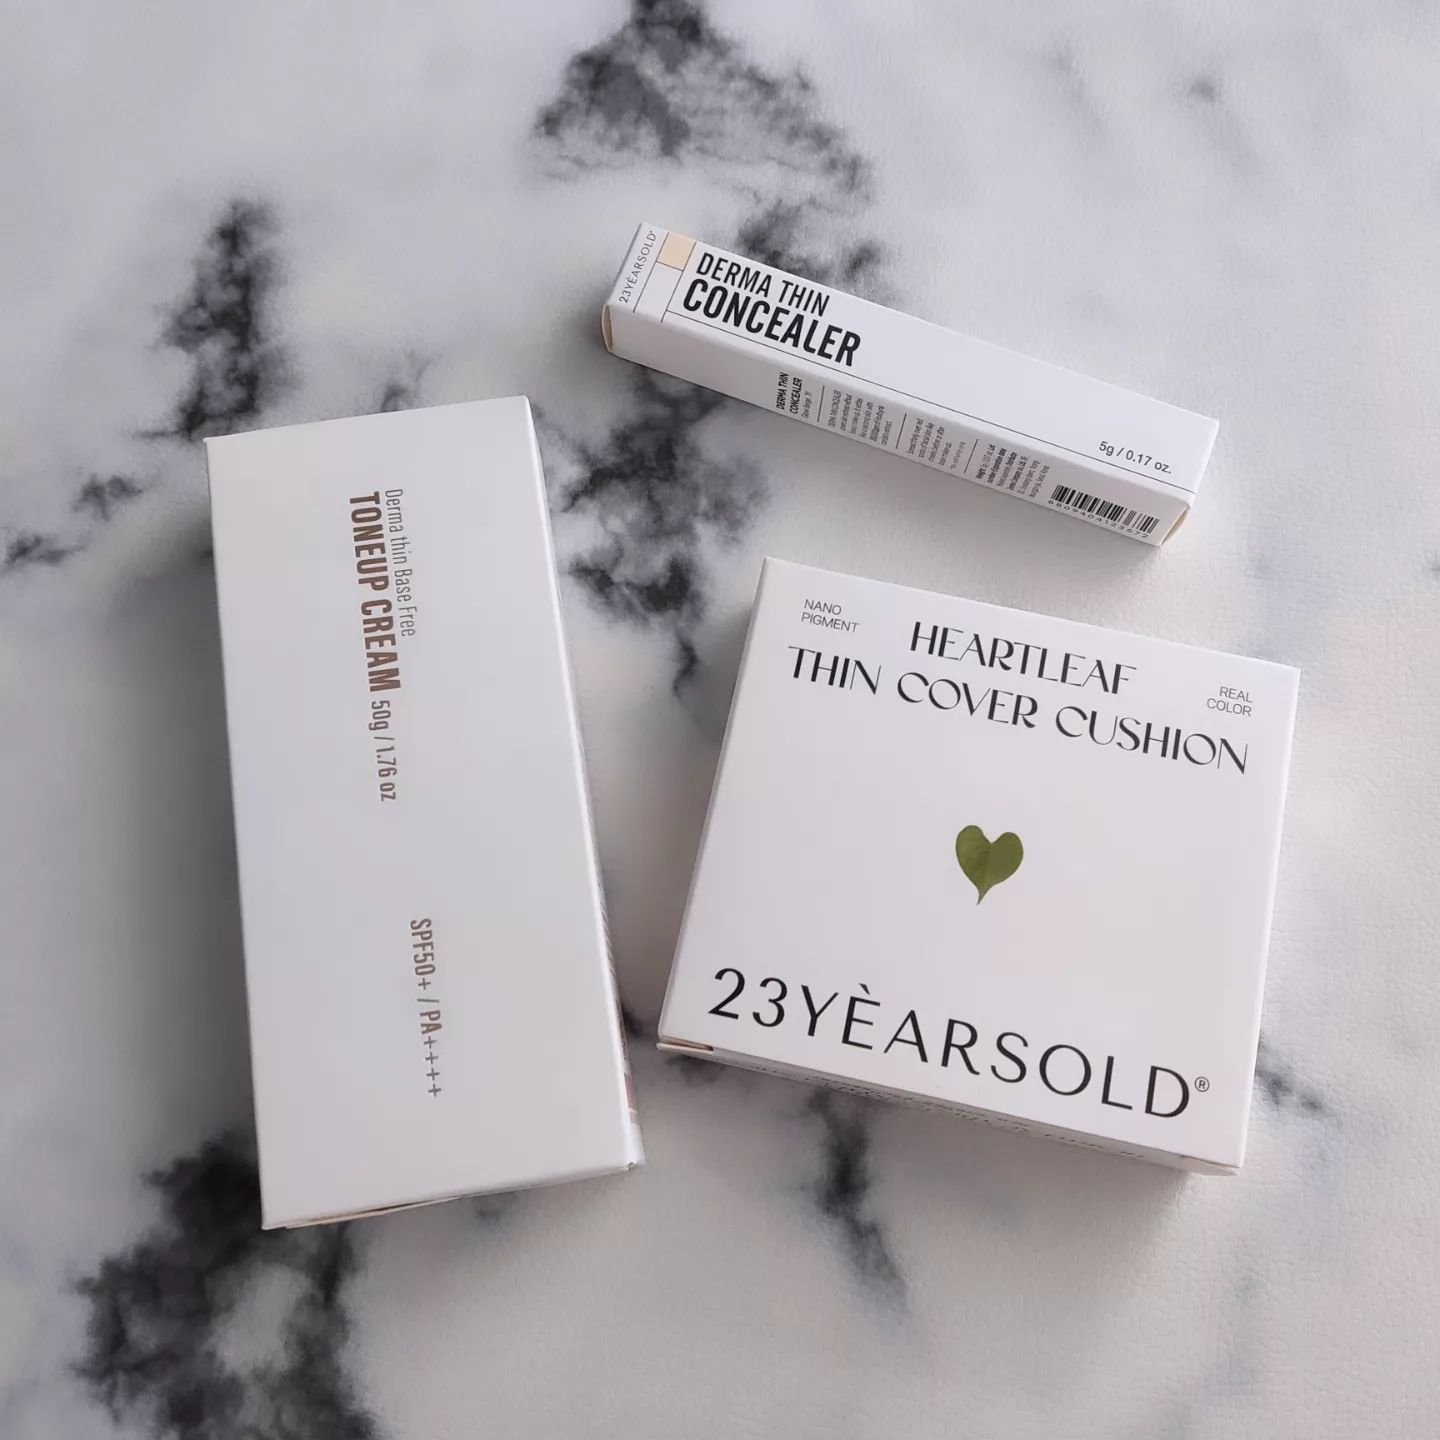 23YÈARSOLD
DERMA THIN
CONCEALER
5g / 0.17 oz.
DERMA THIN
CONCEALER
Derma thin Base Free
TONEUP CREAM 50g / 1.76 oz
SPF50+ / PA++++
NANO
PIGMENT
HEARTLEAF
THIN COVER CUSHION
REAL
COLOR
23YÈARSOLD®